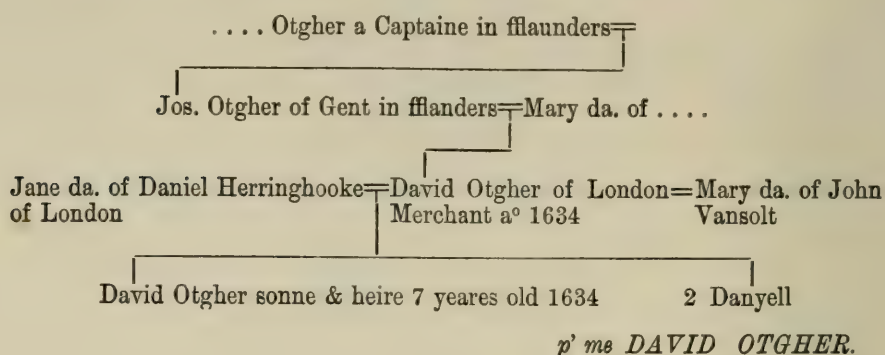 . . . . Otgher a Captaine in fflaunders=
Jos. Otgher of Gent in fflanders=Mary da. of . . . .
Jane da. of Daniel Herringhooke=David Otgher of London=Mary da. of John
of London Merchant aº 1634 Vansolt
David Otgher sonne & heire 7 yeares old 1634 2 Danyell
p' me DAVID OTGHER.